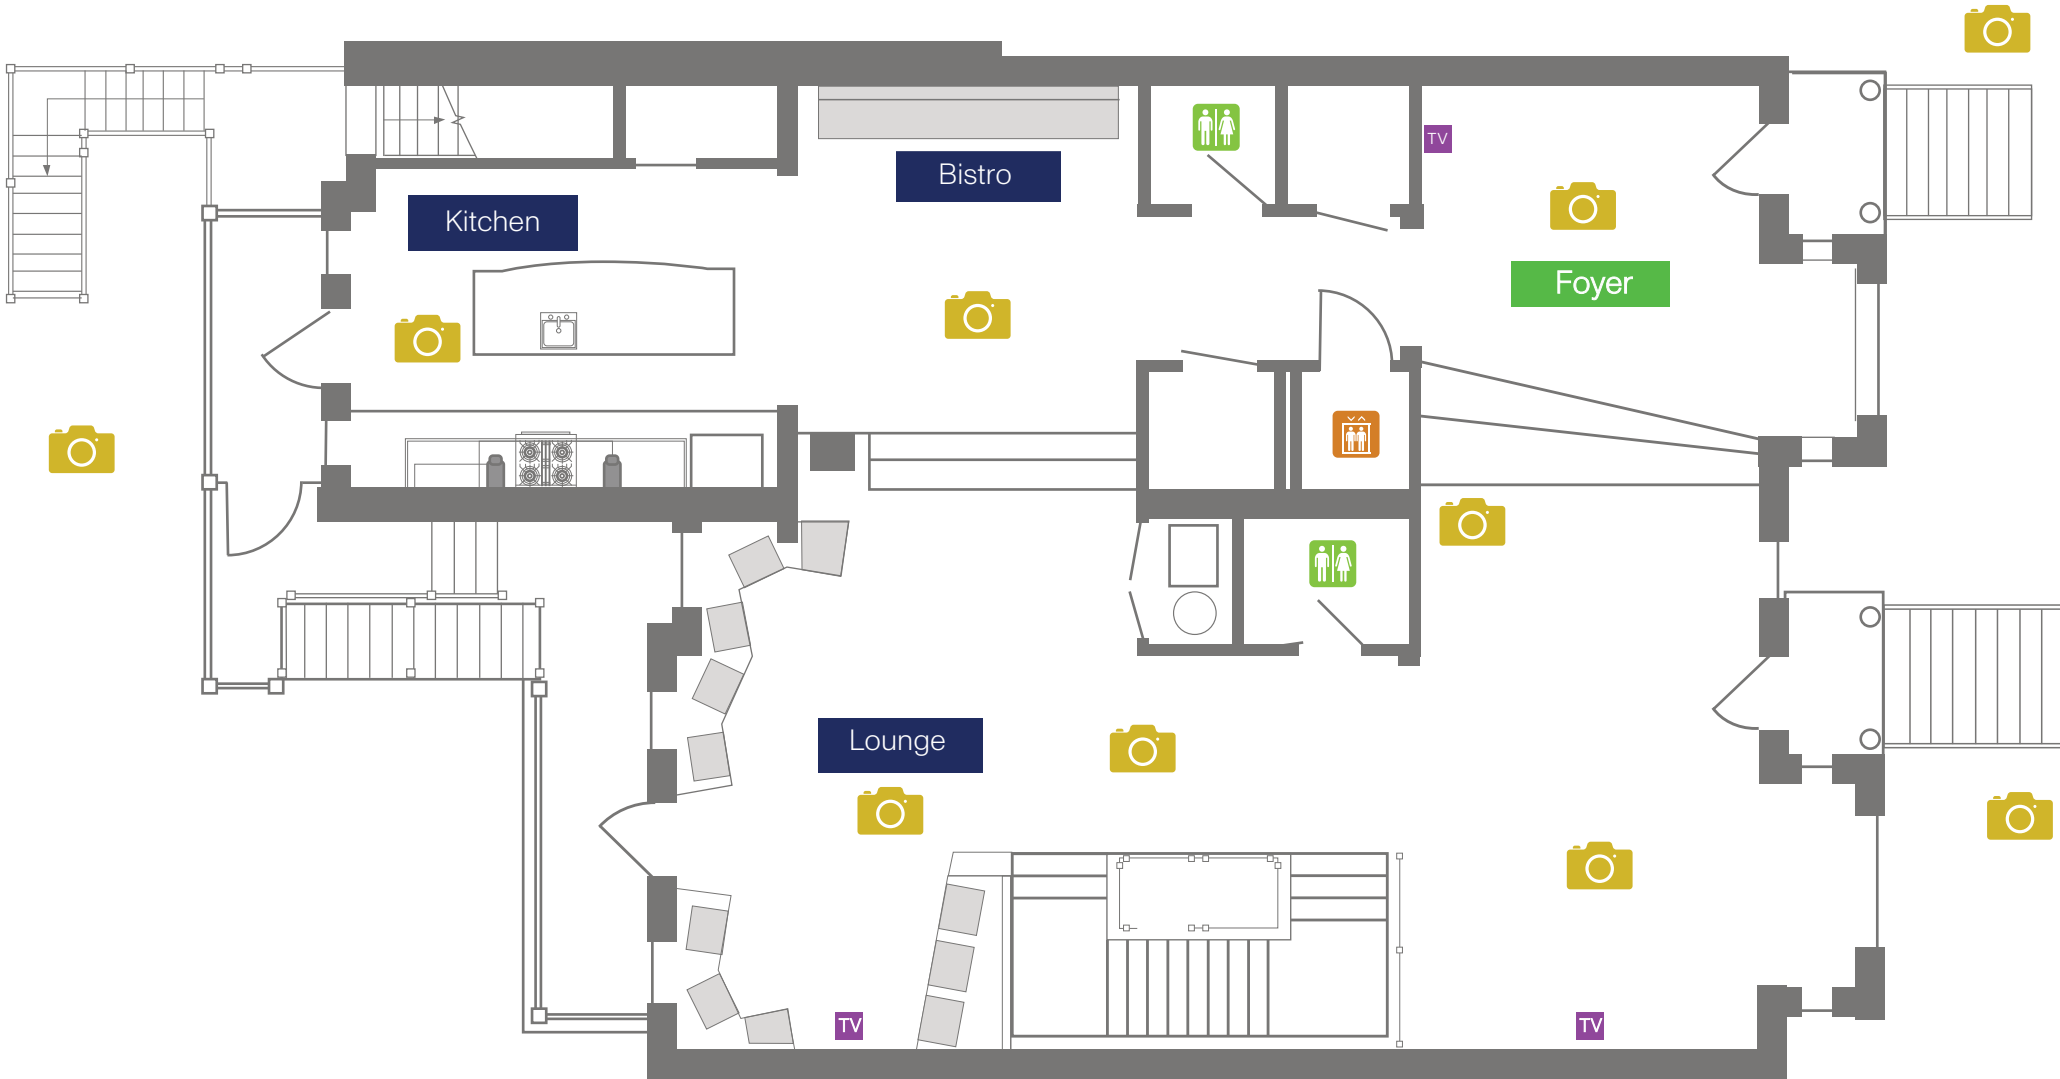 TV
Bistro
Kitchen
Foyer
Lounge
TV
TV